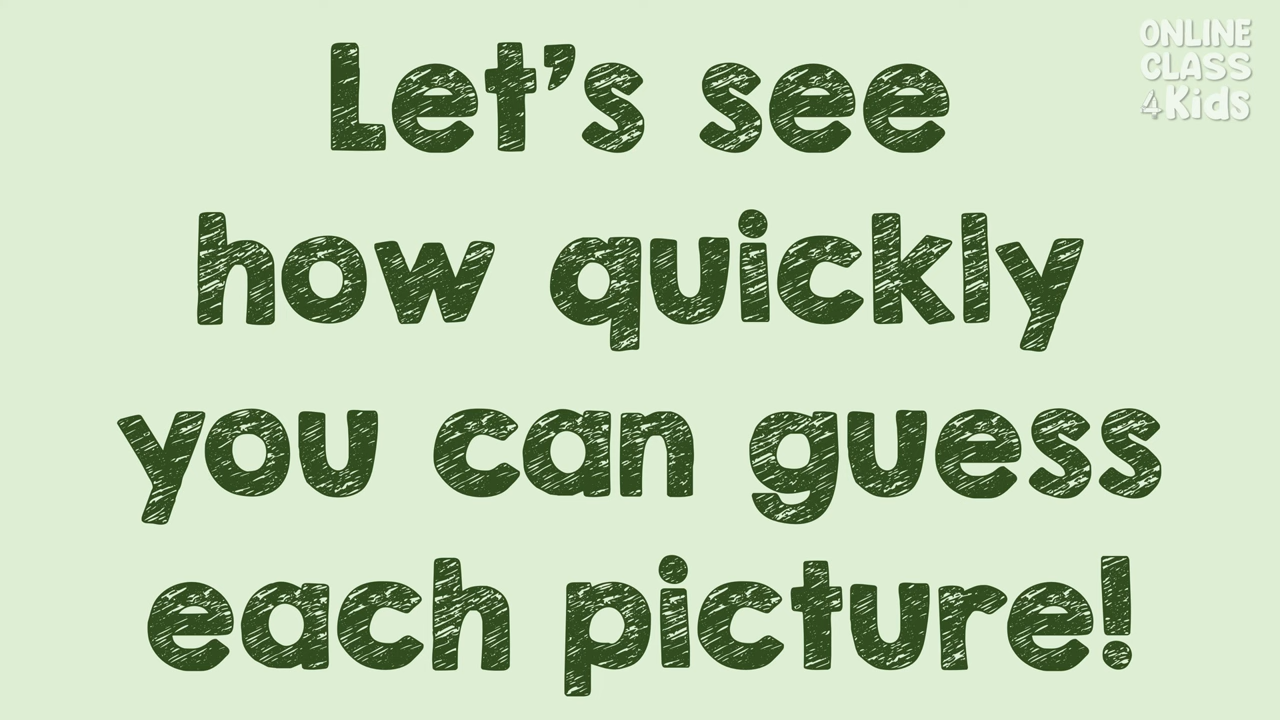 Let's see
how quickly
you can guess
each picture!
ONLINE
CLASS
4Kids